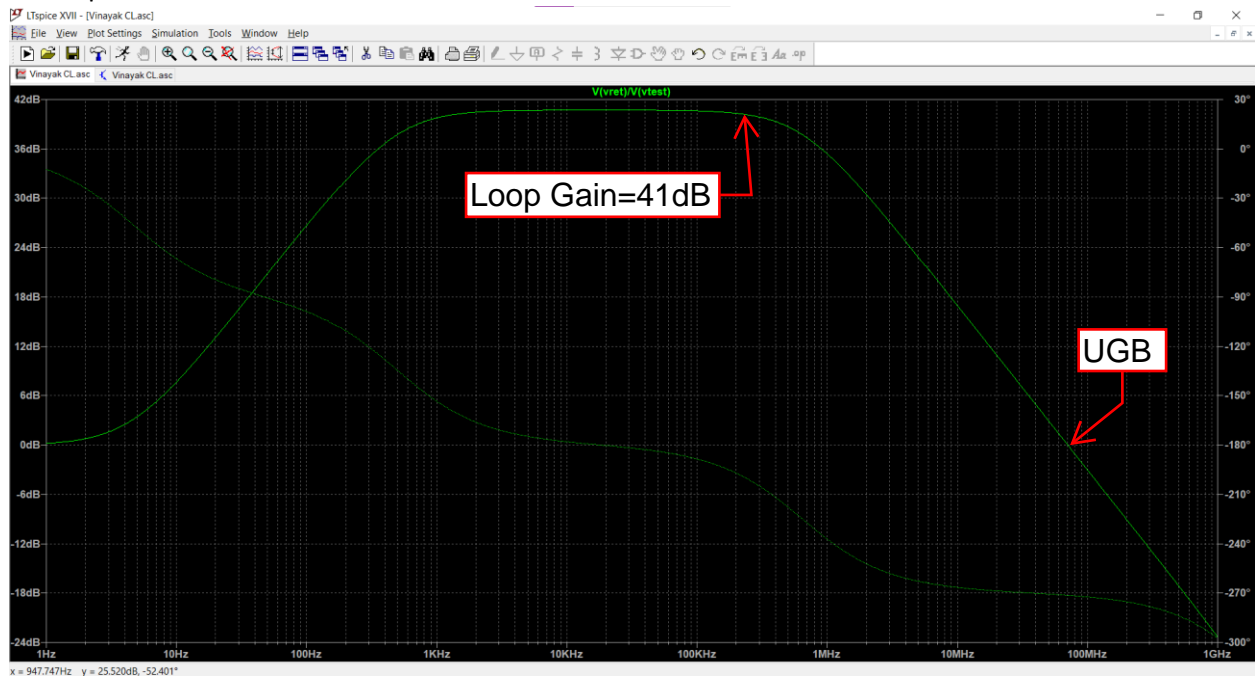 LTspice XVII - [Vinayak CL.asc]
File View Plot Settings Simulation Tools Window Help
Vinayak CL.asc Vinayak CL.asc
V(vret)/V(vtest)
42dB 30°
36dB 0°
30dB -30°
24dB -60°
18dB -90°
12dB -120°
6dB -150°
0dB -180°
-6dB -210°
-12dB -240°
-18dB -270°
-24dB -300°
Loop Gain=41dB
UGB
1Hz 10Hz 100Hz 1KHz 10KHz 100KHz 1MHz 10MHz 100MHz 1GHz
x = 947.747Hz y = 25.520dB, -52.401°